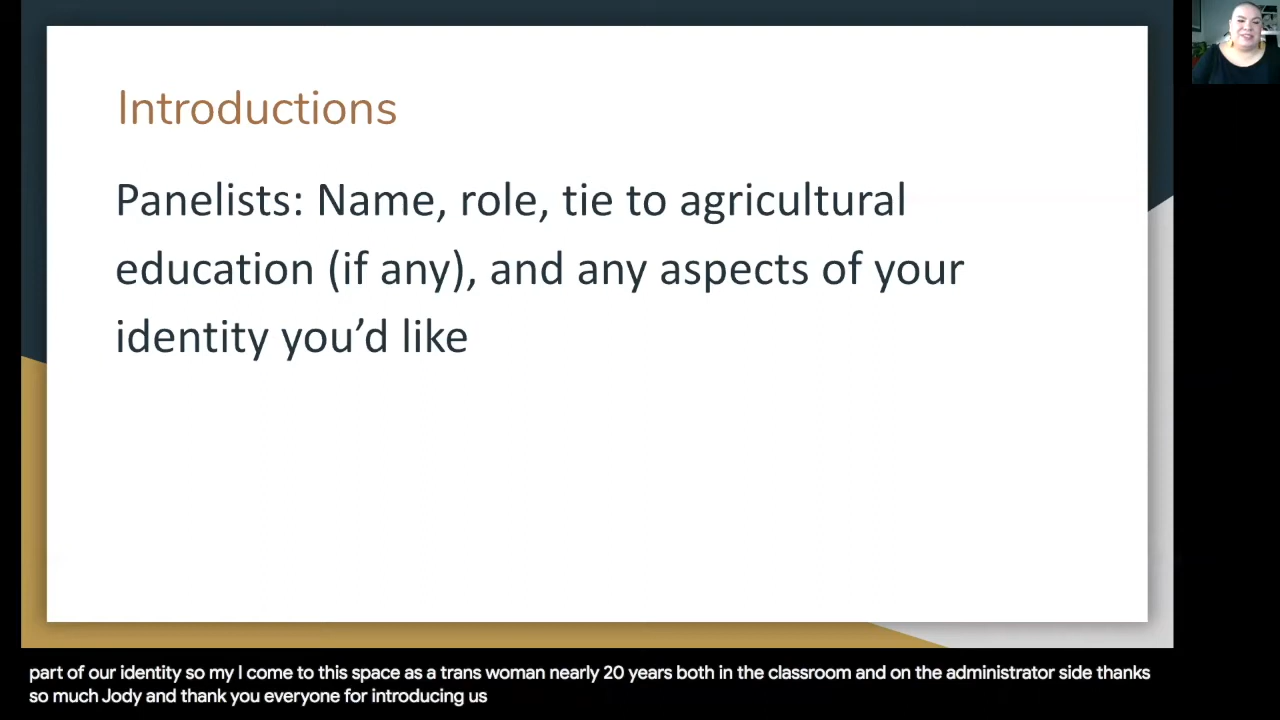 Introductions
Panelists: Name, role, tie to agricultural
education (if any), and any aspects of your
identity you’d like
part of our identity so my I come to this space as a trans woman nearly 20 years both in the classroom and on the administrator side thanks
so much Jody and thank you everyone for introducing us